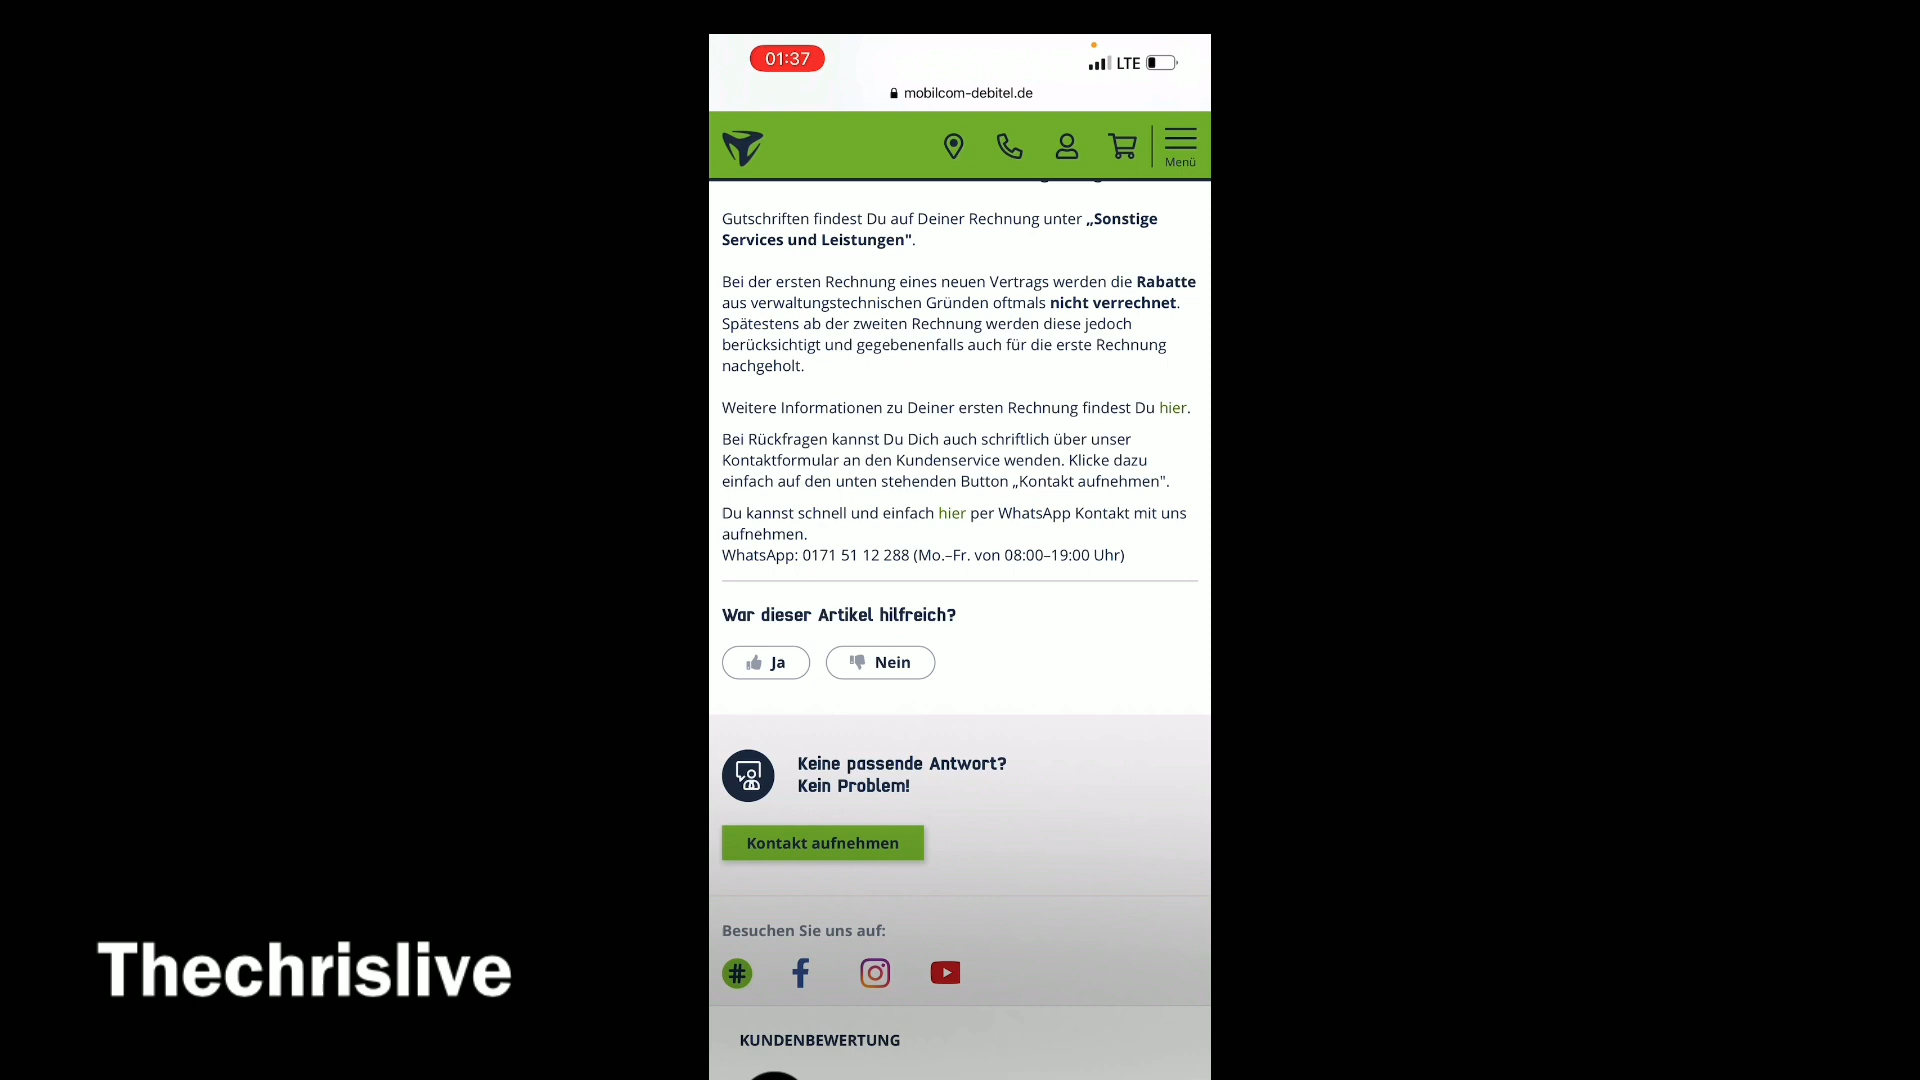 01:37
LTE
mobilcom-debitel.de
Menü
Gutschriften findest Du auf Deiner Rechnung unter „Sonstige
Services und Leistungen".
Bei der ersten Rechnung eines neuen Vertrags werden die Rabatte
aus verwaltungstechnischen Gründen oftmals nicht verrechnet.
Spätestens ab der zweiten Rechnung werden diese jedoch
berücksichtigt und gegebenenfalls auch für die erste Rechnung
nachgeholt.
Weitere Informationen zu Deiner ersten Rechnung findest Du hier.
Bei Rückfragen kannst Du Dich auch schriftlich über unser
Kontaktformular an den Kundenservice wenden. Klicke dazu
einfach auf den unten stehenden Button „Kontakt aufnehmen".
Du kannst schnell und einfach hier per WhatsApp Kontakt mit uns
aufnehmen.
WhatsApp: 0171 51 12 288 (Mo.–Fr. von 08:00–19:00 Uhr)
War dieser Artikel hilfreich?
Ja
Nein
Keine passende Antwort?
Kein Problem!
Kontakt aufnehmen
Besuchen Sie uns auf:
#
KUNDENBEWERTUNG
Thechrislive